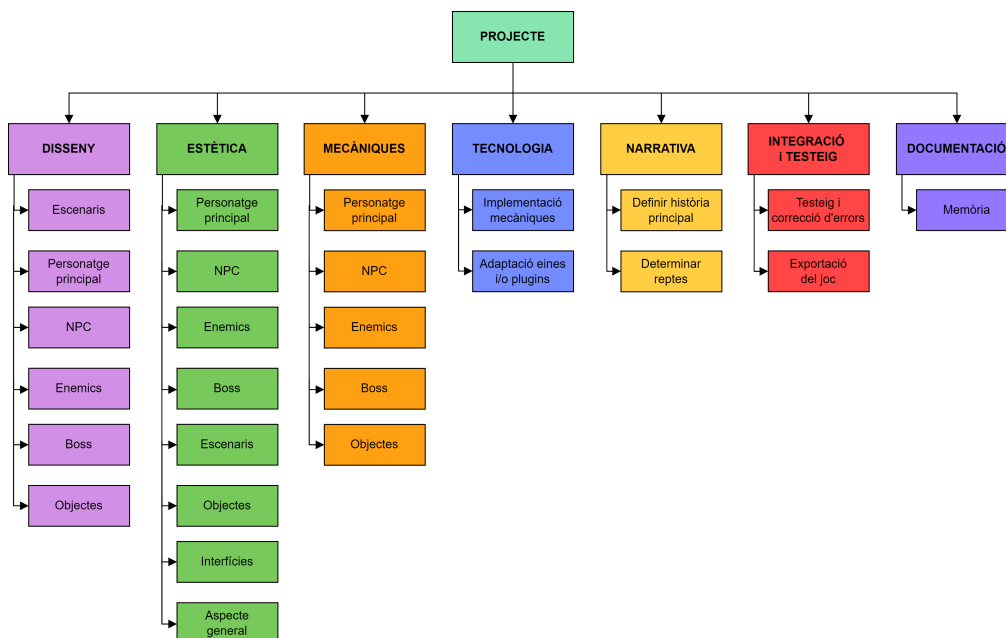 PROJECTE
DISSENY
ESTÈTICA
MECÀNIQUES
TECNOLOGIA
NARRATIVA
INTEGRACIÓ
i TESTEIG
DOCUMENTACIÓ
Escenaris
Personatge
principal
NPC
Enemics
Boss
Objectes
Personatge
principal
NPC
Enemics
Boss
Escenaris
Objectes
Interfícies
Aspecte
general
Personatge
principal
NPC
Enemics
Boss
Objectes
Implementació
mecàniques
Adaptació eines
i/o plugins
Definir història
principal
Determinar
reptes
Testeig i
correcció d'errors
Exportació
del joc
Memòria